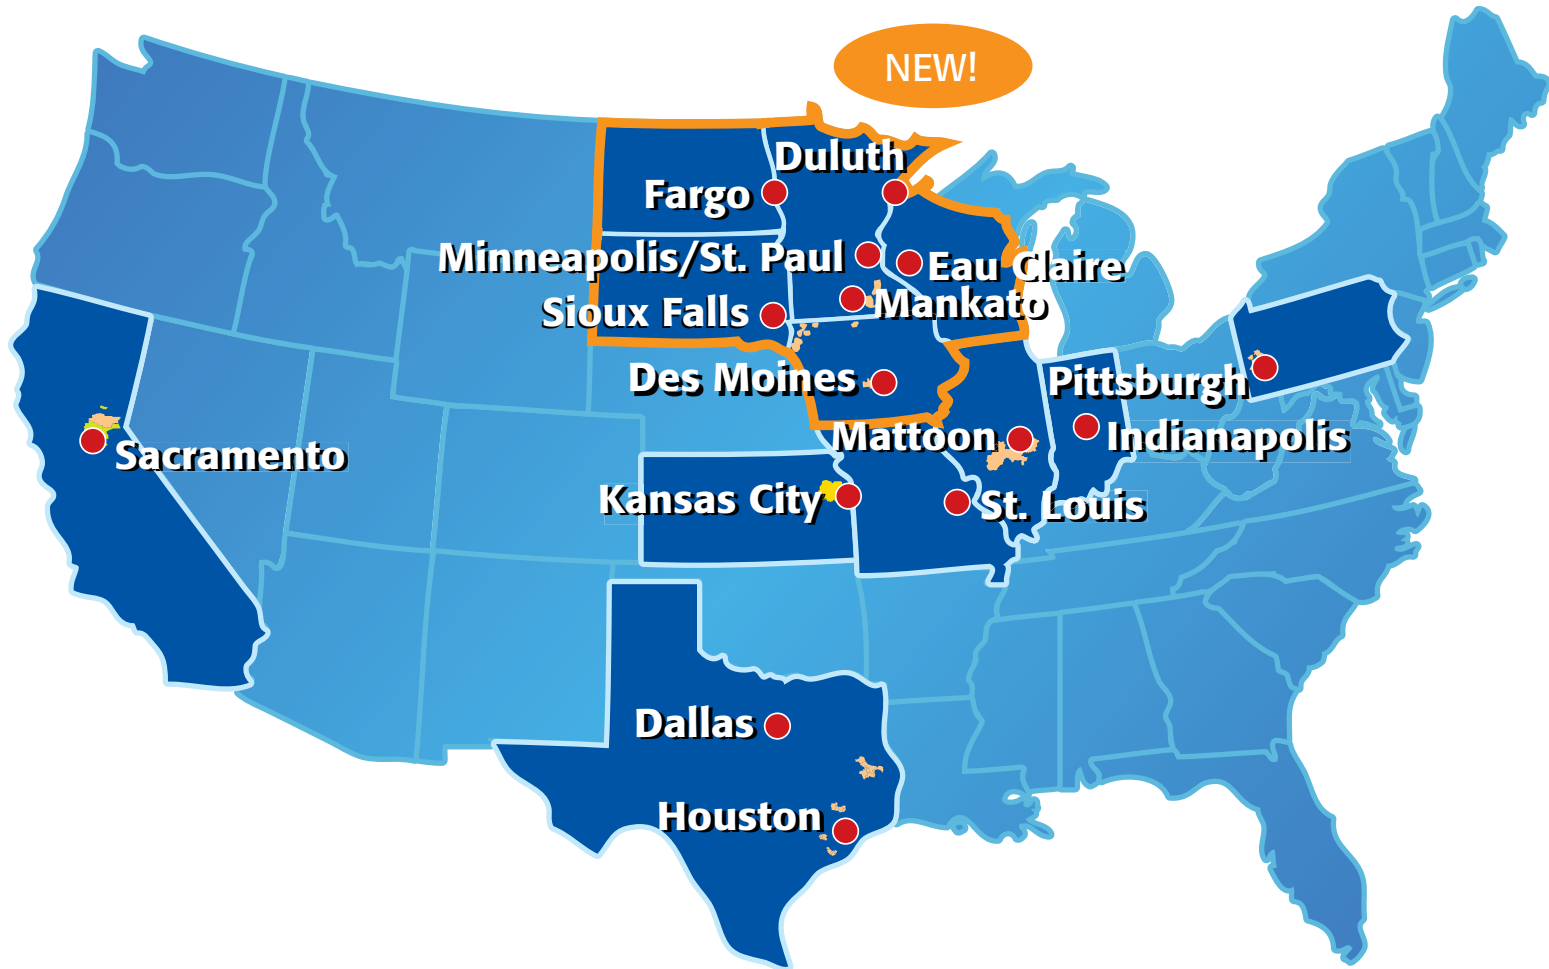 NEW!
Duluth
Fargo
Minneapolis/St. Paul
Eau Claire
Mankato
Sioux Falls
Des Moines
Pittsburgh
Mattoon
Indianapolis
Sacramento
Kansas City
St. Louis
Dallas
Houston